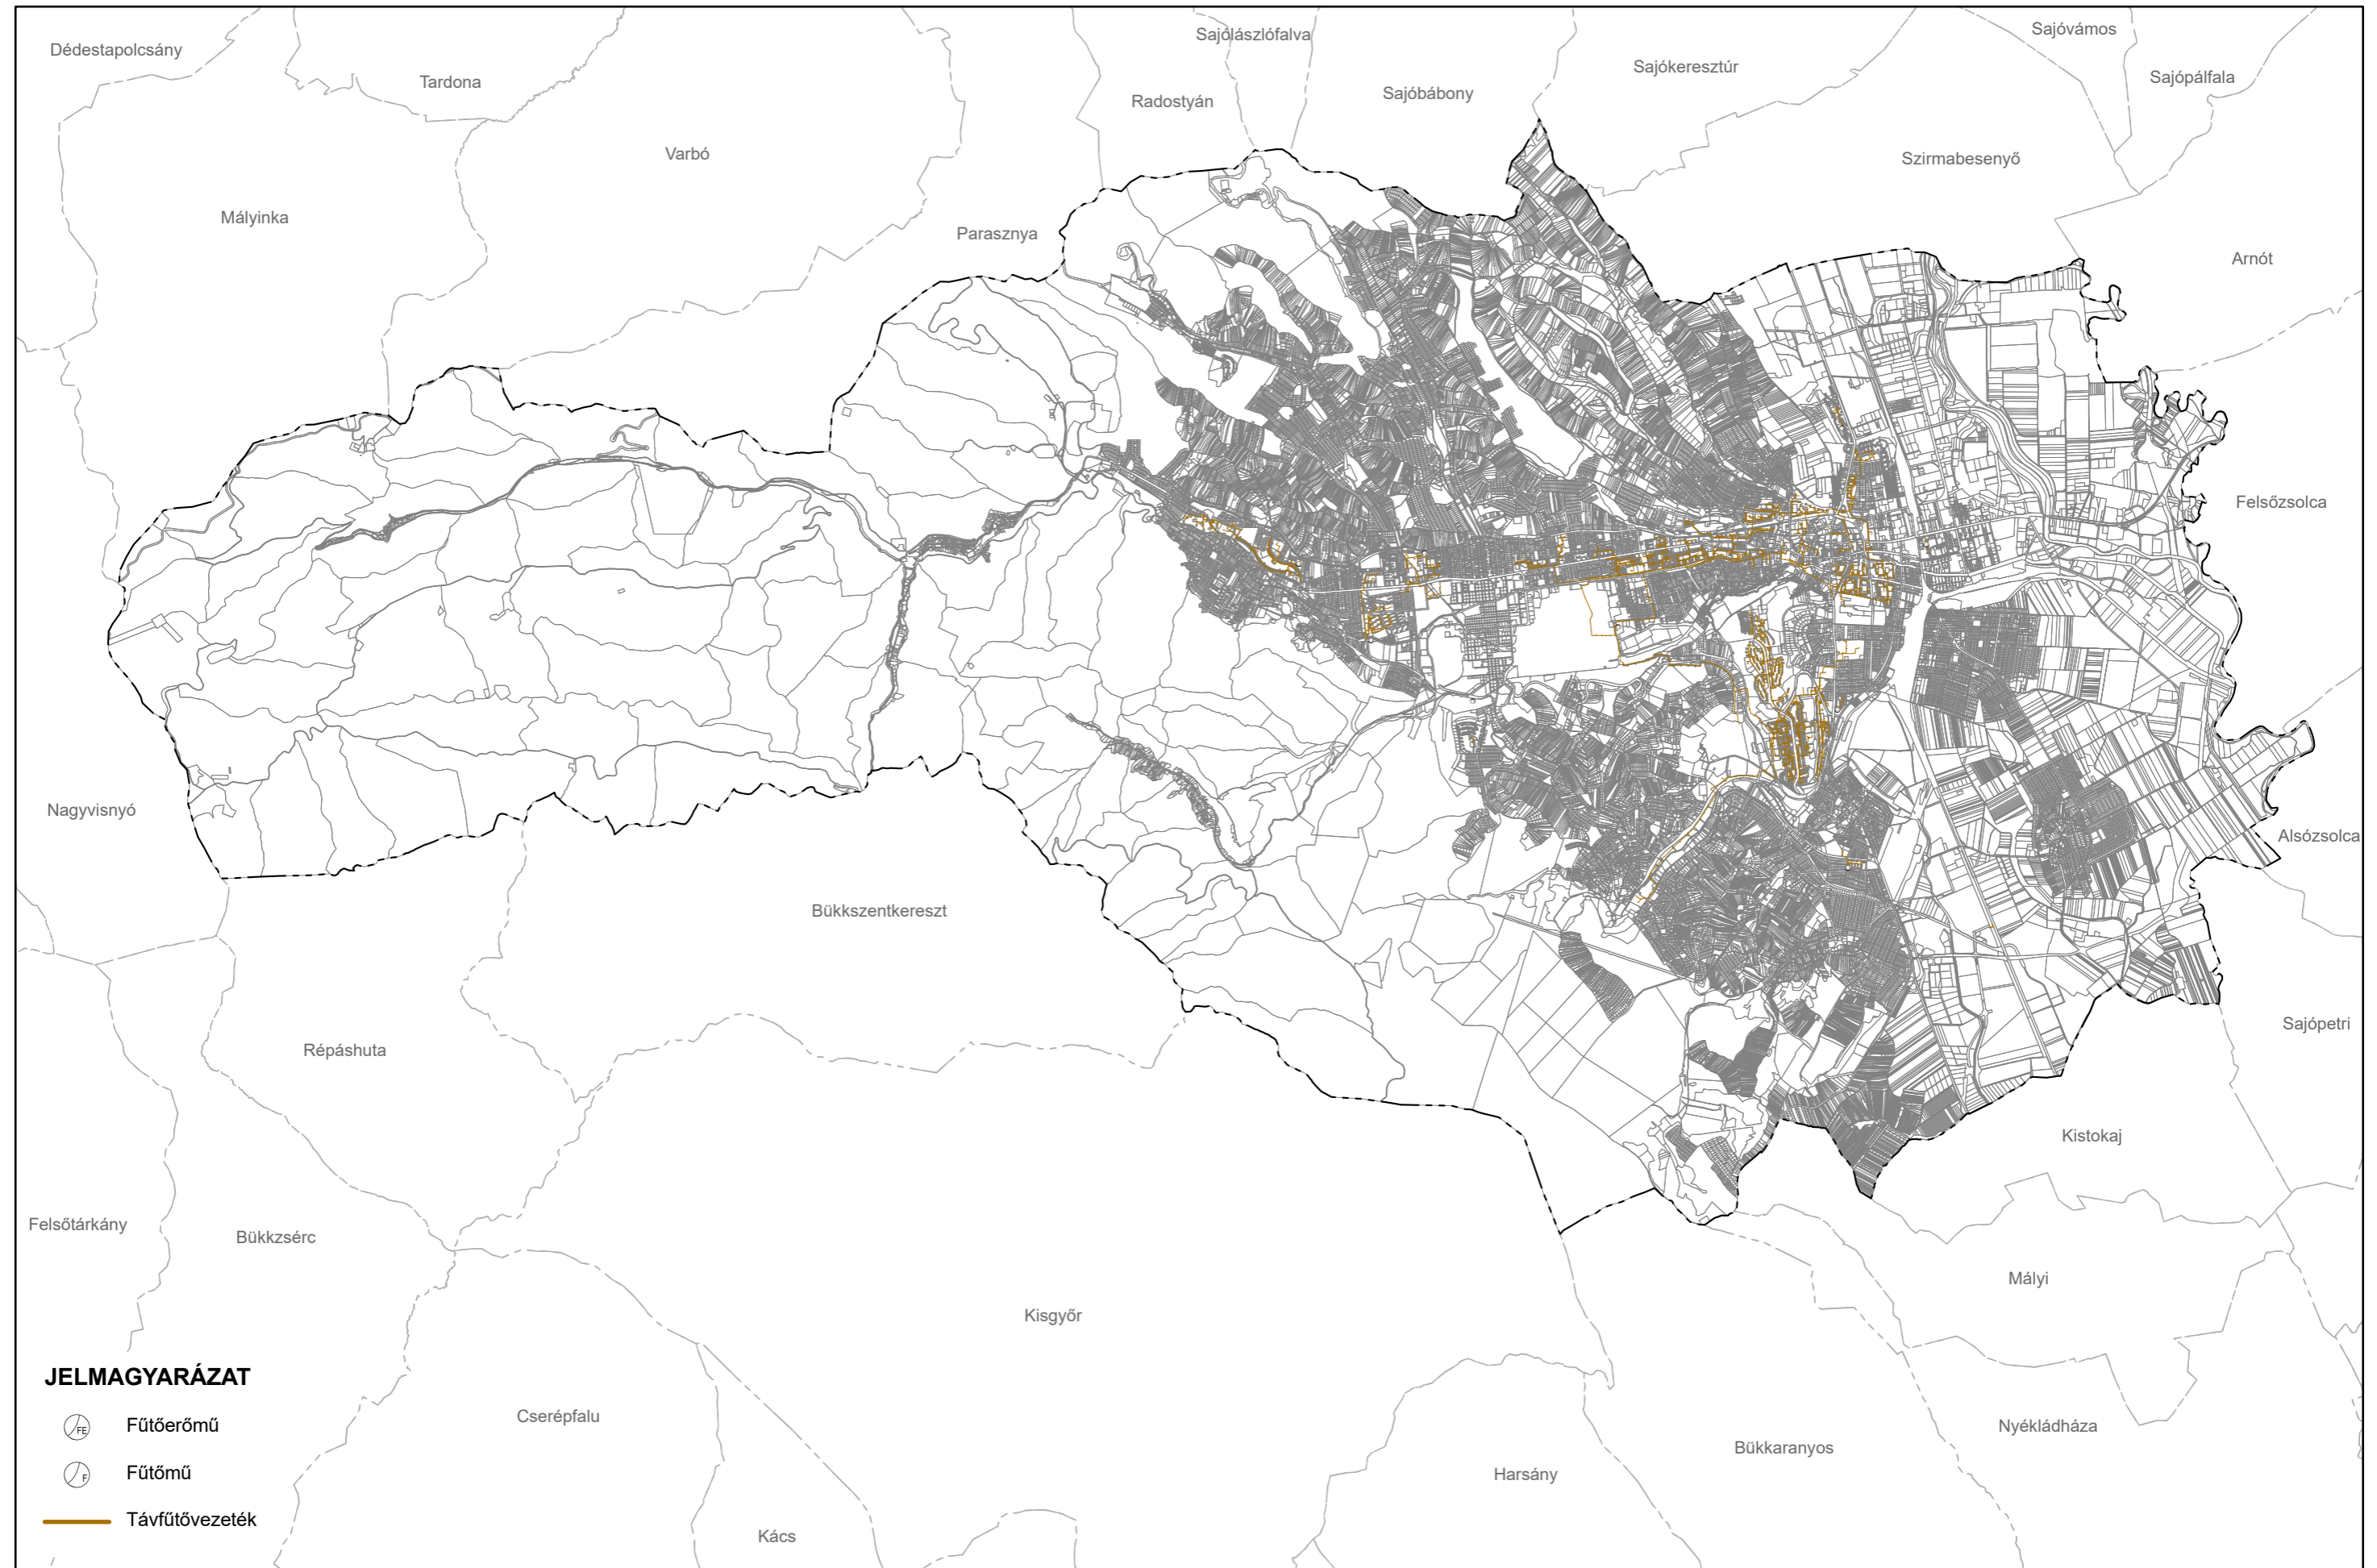 Dédestapolcsány
Tardona
Sajólászlófalva
Sajóvámos
Sajókeresztúr
Sajópálfala
Radostyán
Sajóbábony
Varbó
Szirmabesenyő
Mályinka
Parasznya
Arnót
Felsőzsolca
Nagyvisnyó
Alsózsolca
Bükkszentkereszt
Sajópetri
Répáshuta
Kistokaj
Felsőtárkány
Bükkzsérc
Mályi
Kisgyőr
Cserépfalu
Nyékládháza
Bükkaranyos
Harsány
Kács
JELMAGYARÁZAT
FE Fűtőerőmű
F Fűtőmű
Távfűtővezeték